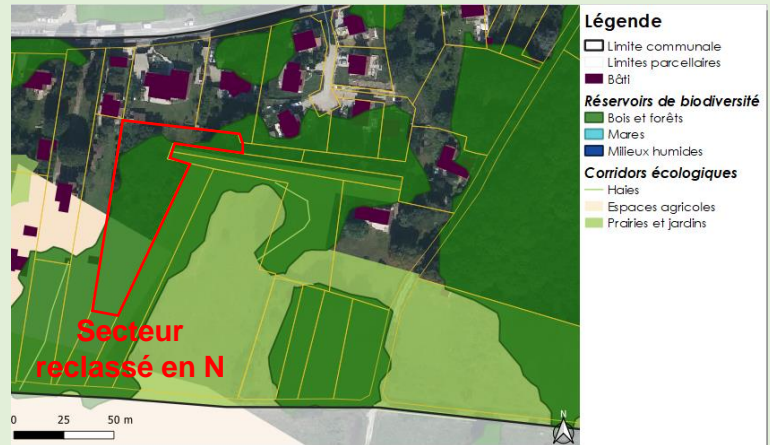 Légende
Limite communale
Limites parcellaires
Bâti
Réservoirs de biodiversité
Bois et forêts
Mares
Milieux humides
Corridors écologiques
Haies
Espaces agricoles
Prairies et jardins
Secteur
reclassé en N
0 25 50 m
N